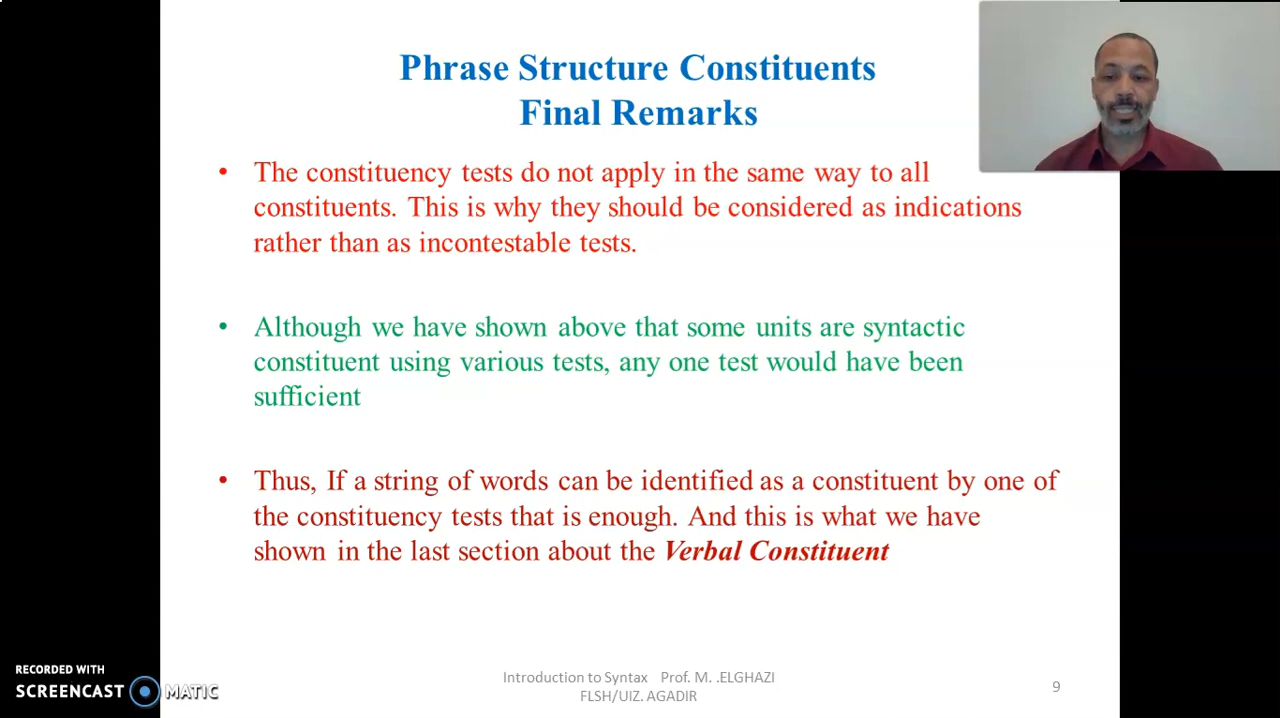 Phrase Structure Constituents
Final Remarks
• The constituency tests do not apply in the same way to all
constituents. This is why they should be considered as indications
rather than as incontestable tests.
• Although we have shown above that some units are syntactic
constituent using various tests, any one test would have been
sufficient
• Thus, If a string of words can be identified as a constituent by one of
the constituency tests that is enough. And this is what we have
shown in the last section about the Verbal Constituent
Introduction to Syntax Prof. M. .ELGHAZI
FLSH/UIZ. AGADIR
9
RECORDED WITH
SCREENCAST MATIC